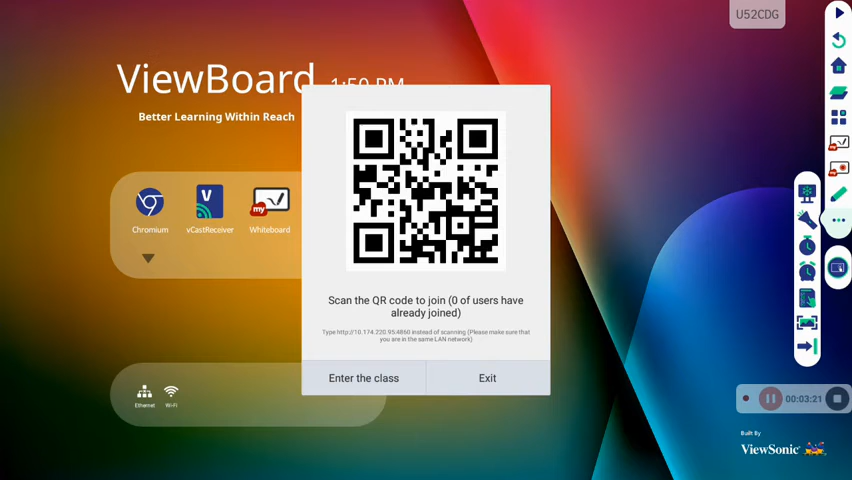 U52CDG
ViewBoard 1:50 PM
Better Learning Within Reach
V
my
my
my
Chromium
vCastReceiver
Whiteboard
Scan the QR code to join (0 of users have
already joined)
Type http://10.174.220.95:4860 instead of scanning (Please make sure that
you are in the same LAN network)
Enter the class
Exit
Ethernet
Wi-Fi
00:03:21
Built By
ViewSonic